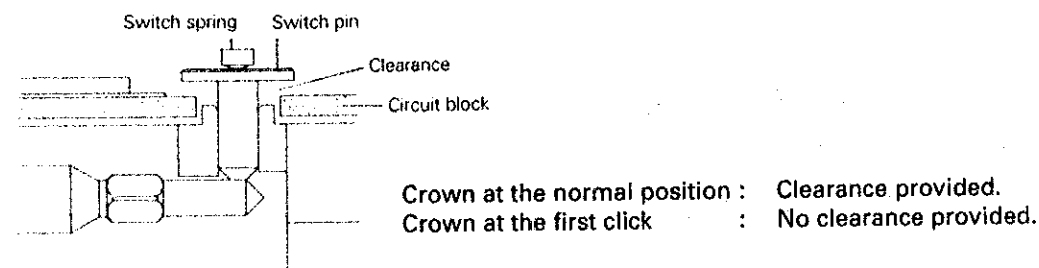 Switch spring Switch pin
Clearance
Circuit block
Crown at the normal position : Clearance provided.
Crown at the first click : No clearance provided.